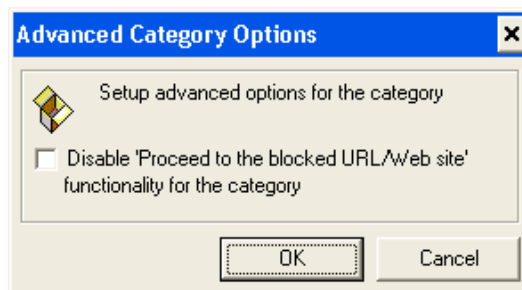 Advanced Category Options
Setup advanced options for the category
Disable 'Proceed to the blocked URL/Web site'
functionality for the category
OK
Cancel